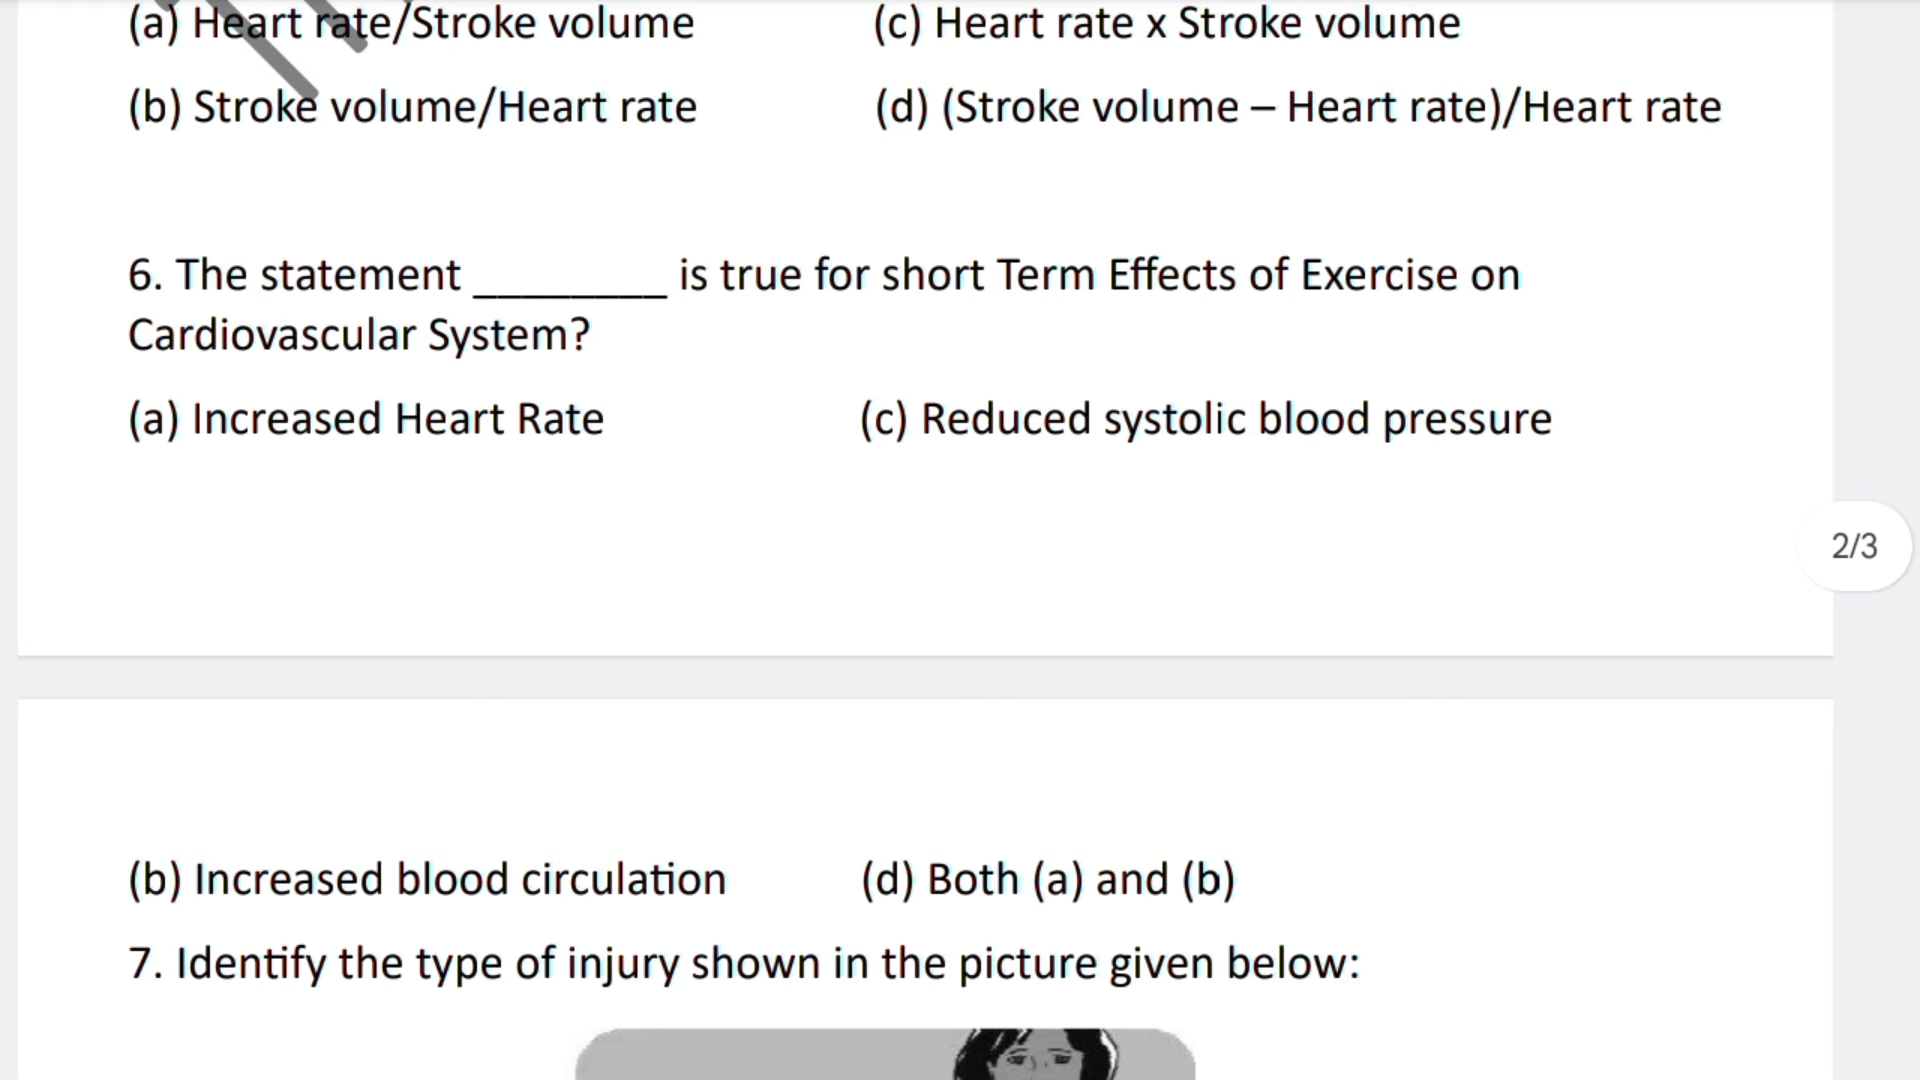 (a) Heart rate/Stroke volume (c) Heart rate x Stroke volume
(b) Stroke volume/Heart rate (d) (Stroke volume – Heart rate)/Heart rate
6. The statement ________ is true for short Term Effects of Exercise on
Cardiovascular System?
(a) Increased Heart Rate (c) Reduced systolic blood pressure
2/3
(b) Increased blood circulation (d) Both (a) and (b)
7. Identify the type of injury shown in the picture given below: